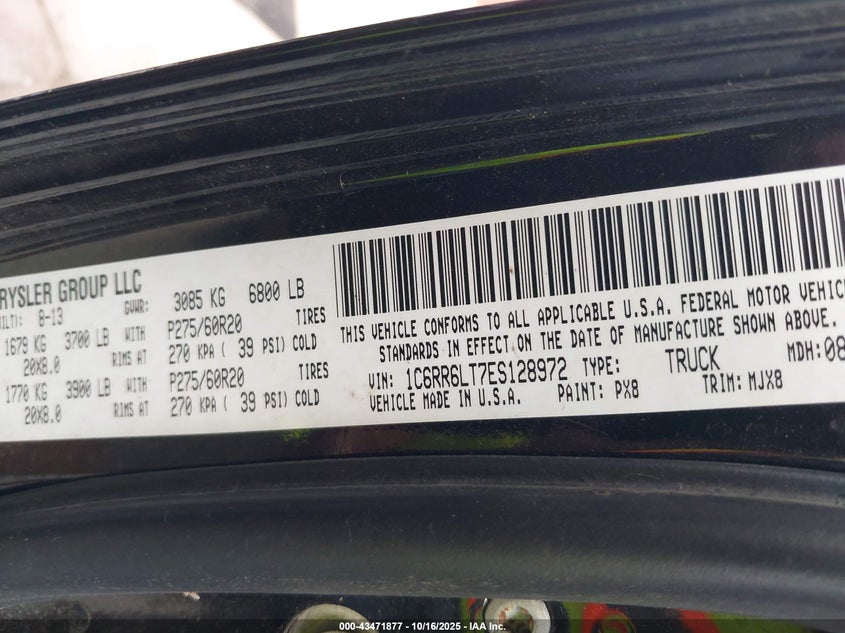 RYSLER GROUP LLC
GVWR: 3085 KG 6800 LB
ILT): 8-13
1679 KG 3700 LB WITH P275/60R20 TIRES
20X8.0 RIMS AT 270 KPA ( 39 PSI) COLD
1770 KG 3900 LB WITH P275/60R20 TIRES
20X8.0 RIMS AT 270 KPA ( 39 PSI) COLD
THIS VEHICLE CONFORMS TO ALL APPLICABLE U.S.A. FEDERAL MOTOR VEHIC
STANDARDS IN EFFECT ON THE DATE OF MANUFACTURE SHOWN ABOVE.
VIN: 1C6RR6LT7ES128972 TYPE: TRUCK MDH:08
VEHICLE MADE IN U.S.A. PAINT: PX8 TRIM: MJX8
000-43471877 - 10/16/2025 - IAA Inc.